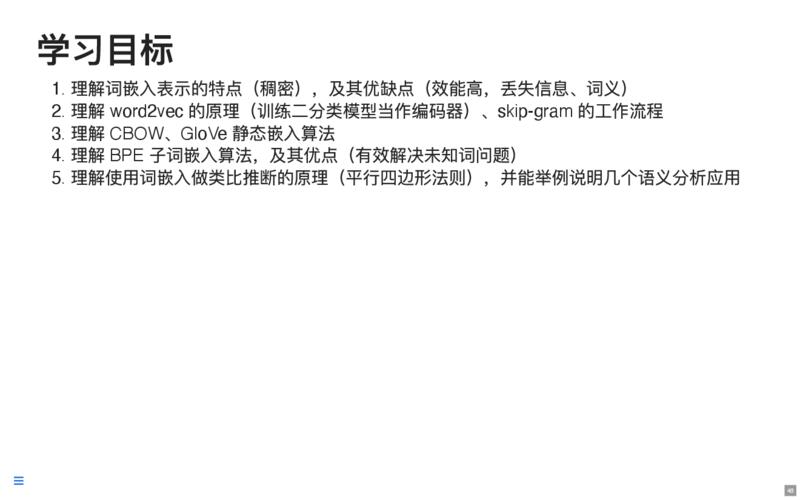 学习目标
1. 理解词嵌入表示的特点（稠密），及其优缺点（效能高，丢失信息、词义）
2. 理解 word2vec 的原理（训练二分类模型当作编码器）、skip-gram 的工作流程
3. 理解 CBOW、GloVe 静态嵌入算法
4. 理解 BPE 子词嵌入算法，及其优点（有效解决未知词问题）
5. 理解使用词嵌入做类比推断的原理（平行四边形法则），并能举例说明几个语义分析应用